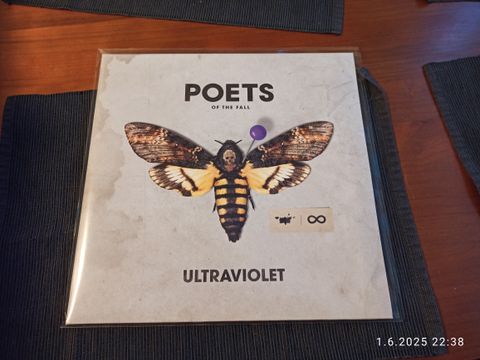 POETS
OF THE FALL
∞
ULTRAVIOLET
1.6.2025 22:38